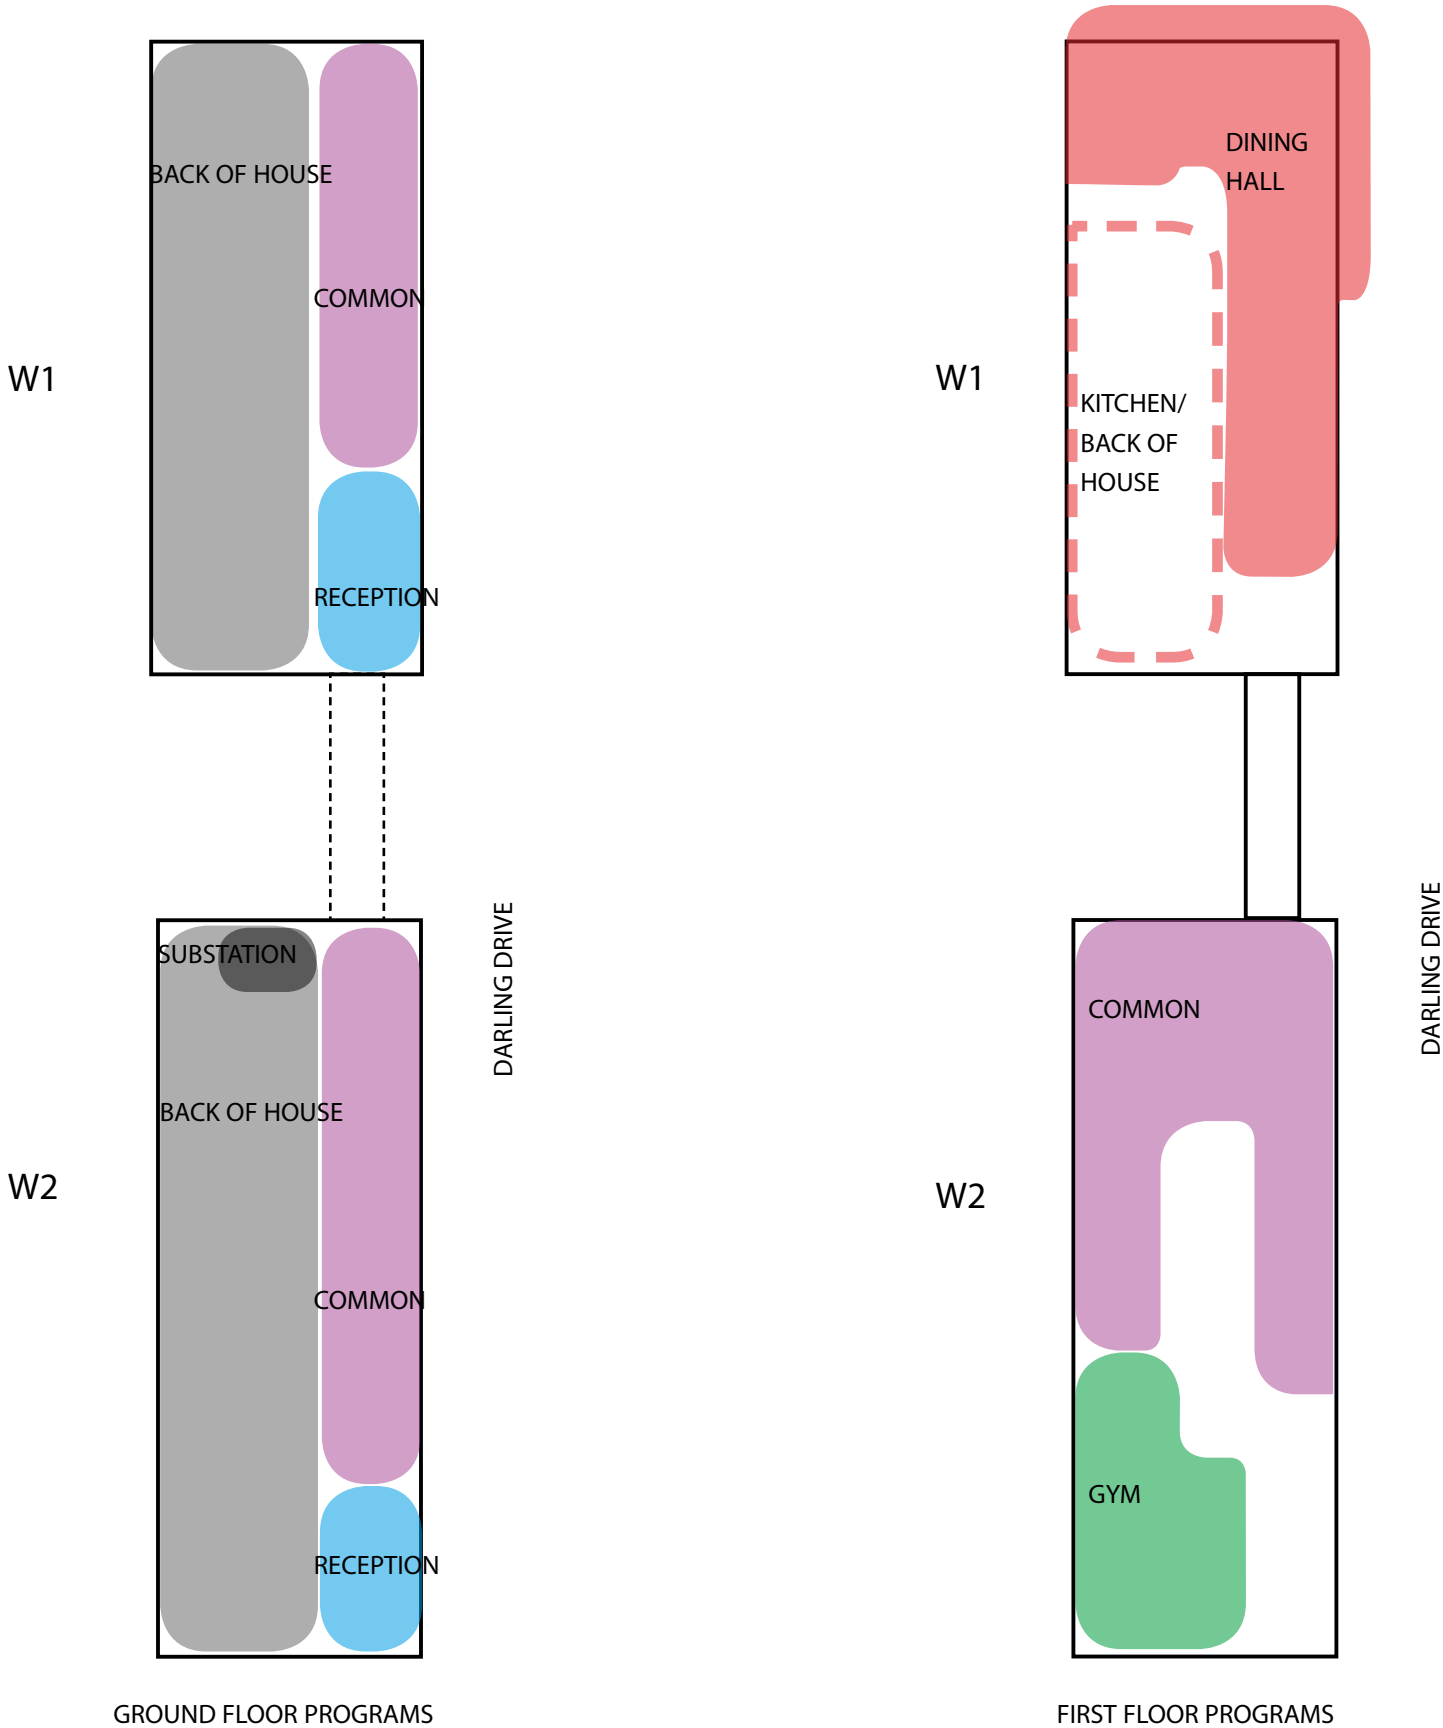 BACK OF HOUSE
COMMON
W1
RECEPTION
SUBSTATION
DARLING DRIVE
BACK OF HOUSE
W2
COMMON
RECEPTION
GROUND FLOOR PROGRAMS
DINING
HALL
W1
KITCHEN/
BACK OF
HOUSE
DARLING DRIVE
COMMON
W2
GYM
FIRST FLOOR PROGRAMS